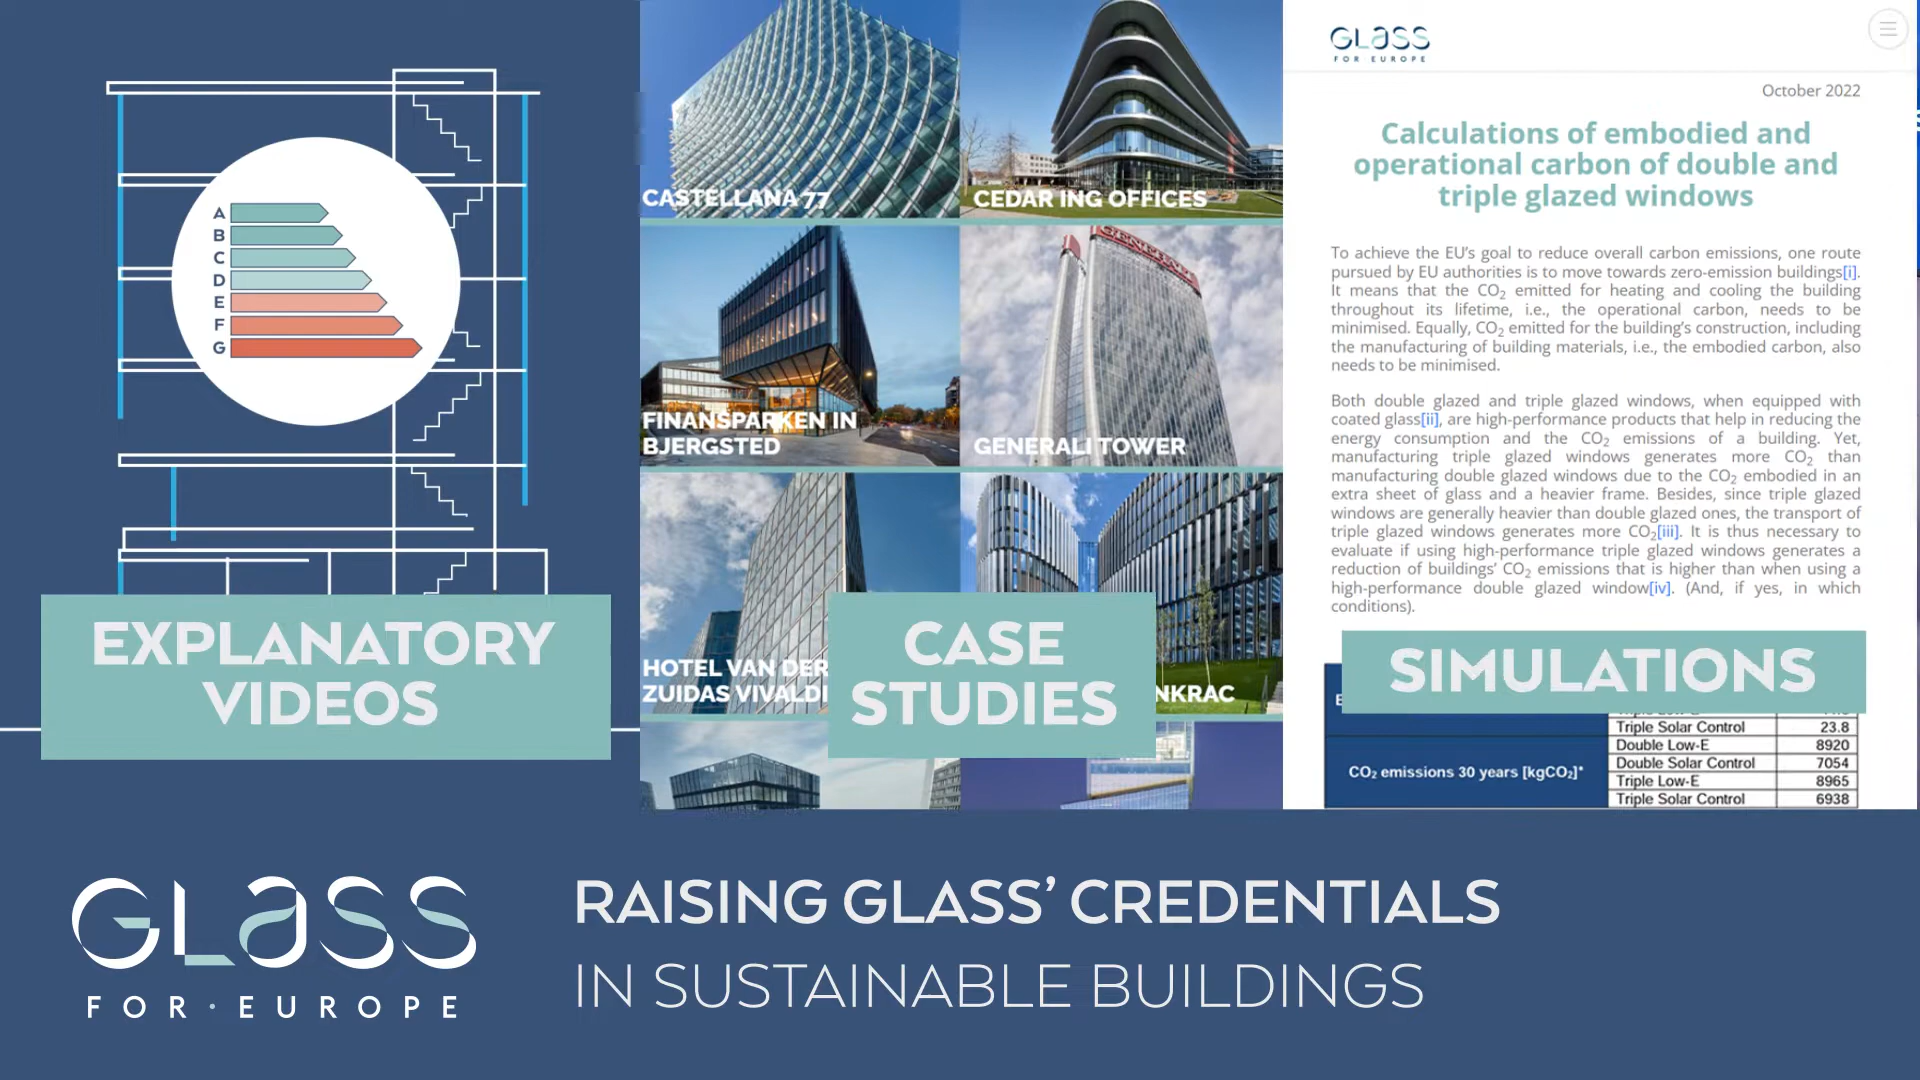 A
B
C
D
E
F
G
EXPLANATORY
VIDEOS
CASTELLANA 77
CEDAR ING OFFICES
FINANSPARKEN IN
BJERGSTED
GENERALI
GENERALI TOWER
HOTEL VAN DER
ZUIDAS VIVALDI
NKRAC
CASE
STUDIES
GLASS
FOR EUROPE
October 2022
Calculations of embodied and
operational carbon of double and
triple glazed windows
To achieve the EU's goal to reduce overall carbon emissions, one route
pursued by EU authorities is to move towards zero-emission buildings[i].
It means that the CO₂ emitted for heating and cooling the building
throughout its lifetime, i.e., the operational carbon, needs to be
minimised. Equally, CO₂ emitted for the building's construction, including
the manufacturing of building materials, i.e., the embodied carbon, also
needs to be minimised.
Both double glazed and triple glazed windows, when equipped with
coated glass[ii], are high-performance products that help in reducing the
energy consumption and the CO₂ emissions of a building. Yet,
manufacturing triple glazed windows generates more CO₂ than
manufacturing double glazed windows due to the CO₂ embodied in an
extra sheet of glass and a heavier frame. Besides, since triple glazed
windows are generally heavier than double glazed ones, the transport of
triple glazed windows generates more CO₂[iii]. It is thus necessary to
evaluate if using high-performance triple glazed windows generates a
reduction of buildings' CO₂ emissions that is higher than when using a
high-performance double glazed window[iv]. (And, if yes, in which
conditions).
SIMULATIONS
Triple Solar Control 23.8
Double Low-E 8920
Double Solar Control 7054
CO₂ emissions 30 years [kgCO₂]*
Triple Low-E 8965
Triple Solar Control 6938
GLASS
FOR · EUROPE
RAISING GLASS' CREDENTIALS
IN SUSTAINABLE BUILDINGS